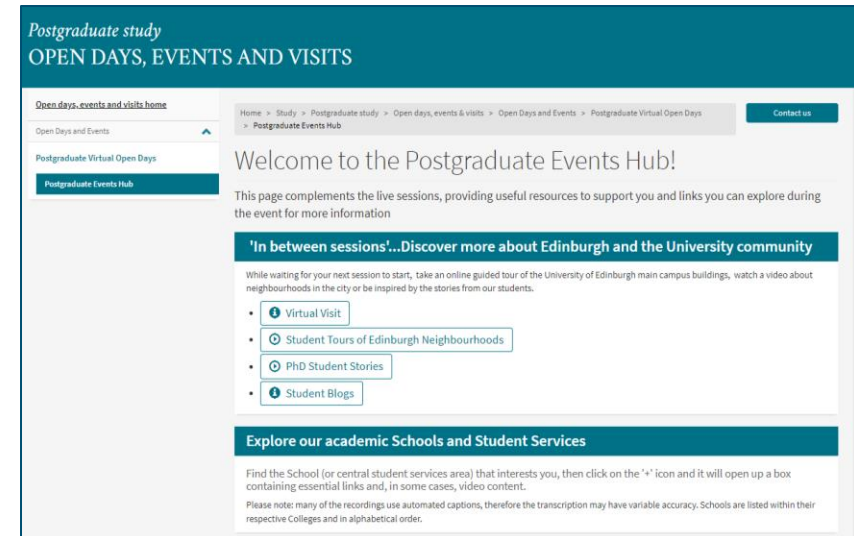 Postgraduate study
OPEN DAYS, EVENTS AND VISITS
Open days, events and visits home
Open Days and Events
Postgraduate Virtual Open Days
Postgraduate Events Hub
Home > Study > Postgraduate study > Open days, events & visits > Open Days and Events > Postgraduate Virtual Open Days
> Postgraduate Events Hub
Contact us
Welcome to the Postgraduate Events Hub!
This page complements the live sessions, providing useful resources to support you and links you can explore during
the event for more information
'In between sessions'...Discover more about Edinburgh and the University community
While waiting for your next session to start, take an online guided tour of the University of Edinburgh main campus buildings, watch a video about
neighbourhoods in the city or be inspired by the stories from our students.
• Virtual Visit
• Student Tours of Edinburgh Neighbourhoods
• PhD Student Stories
• Student Blogs
Explore our academic Schools and Student Services
Find the School (or central student services area) that interests you, then click on the '+' icon and it will open up a box
containing essential links and, in some cases, video content.
Please note: many of the recordings use automated captions, therefore the transcription may have variable accuracy. Schools are listed within their
respective Colleges and in alphabetical order.